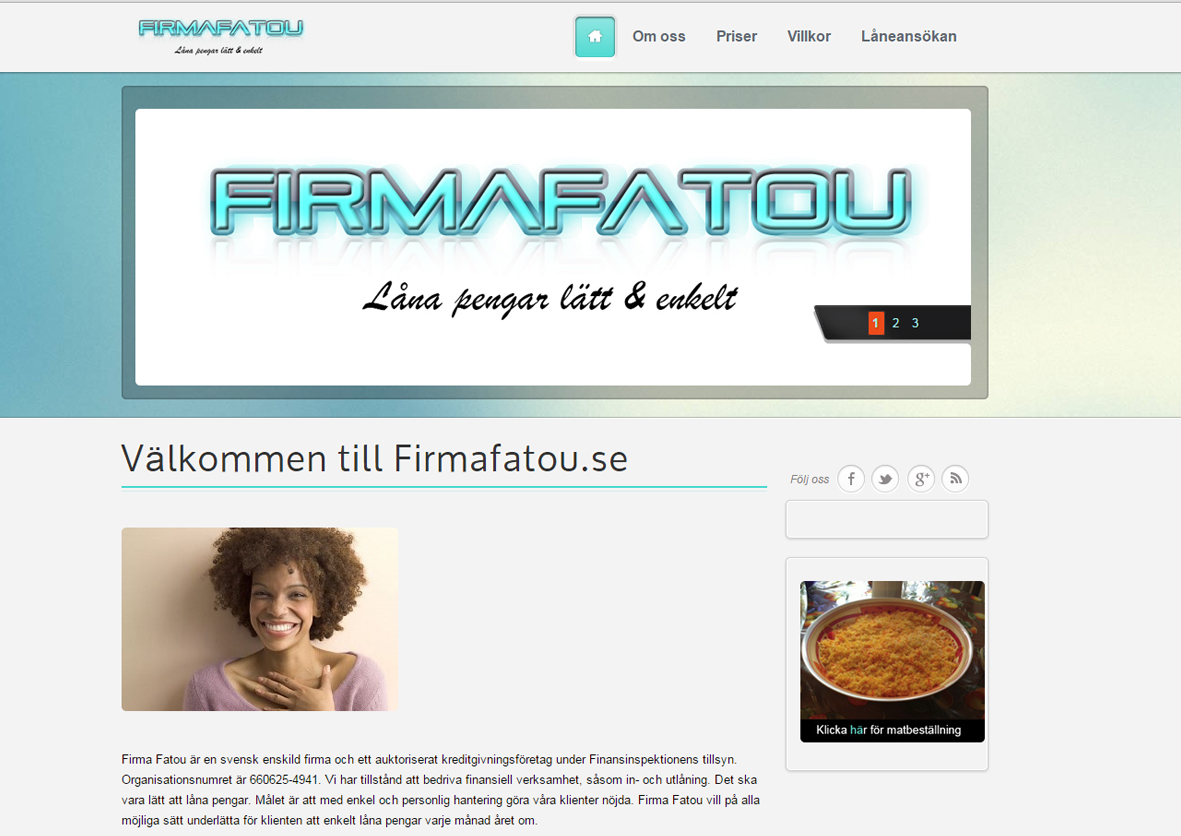 FIRMAFATOU
Låna pengar lätt & enkelt
Om oss Priser Villkor Låneansökan
FIRMAFATOU
Låna pengar lätt & enkelt
1 2 3
Välkommen till Firmafatou.se
Följ oss
Klicka här för matbeställning
Firma Fatou är en svensk enskild firma och ett auktoriserat kreditgivningsföretag under Finansinspektionens tillsyn.
Organisationsnumret är 660625-4941. Vi har tillstånd att bedriva finansiell verksamhet, såsom in- och utlåning. Det ska
vara lätt att låna pengar. Målet är att med enkel och personlig hantering göra våra klienter nöjda. Firma Fatou vill på alla
möjliga sätt underlätta för klienten att enkelt låna pengar varje månad året om.